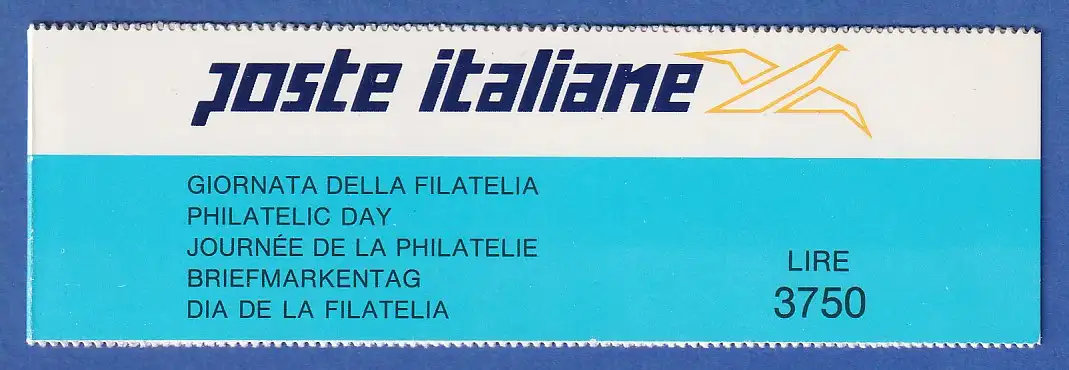 poste italiane
GIORNATA DELLA FILATELIA
PHILATELIC DAY
JOURNÉE DE LA PHILATELIE
BRIEFMARKENTAG
DIA DE LA FILATELIA
LIRE
3750